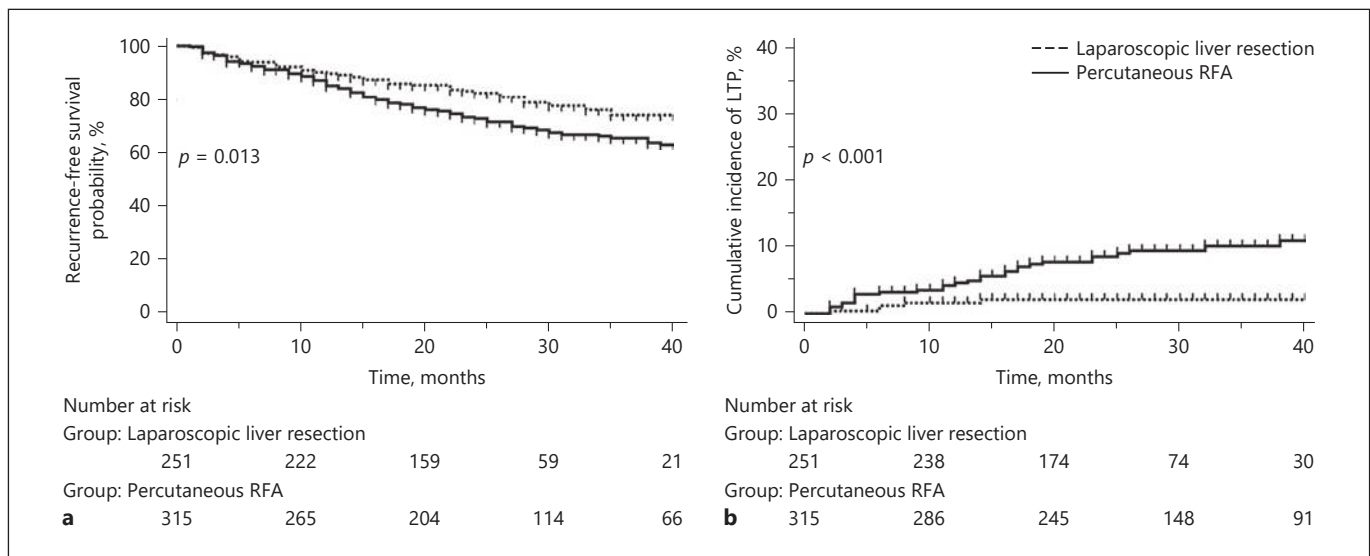 Recurrence-free survival
probability, %
100
80
60
40
20
0
p = 0.013
0 10 20 30 40
Time, months
Number at risk
Group: Laparoscopic liver resection
251 222 159 59 21
Group: Percutaneous RFA
315 265 204 114 66
a
Cumulative incidence of LTP, %
40
30
20
10
0
Laparoscopic liver resection
Percutaneous RFA
p < 0.001
0 10 20 30 40
Time, months
Number at risk
Group: Laparoscopic liver resection
251 238 174 74 30
Group: Percutaneous RFA
315 286 245 148 91
b